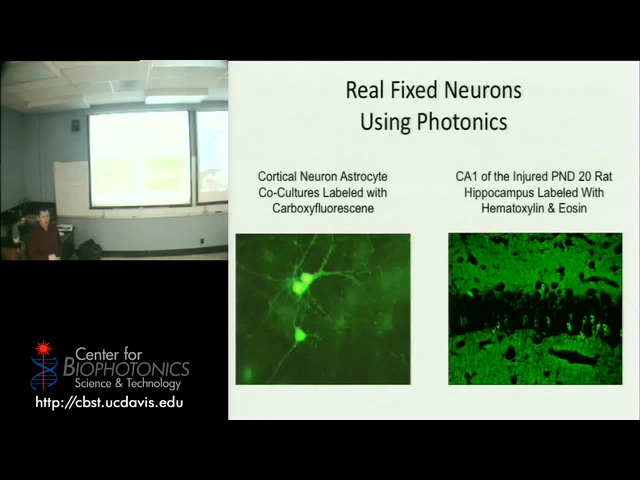 Real Fixed Neurons
Using Photonics
Cortical Neuron Astrocyte
Co-Cultures Labeled with
Carboxyfluorescene
CA1 of the Injured PND 20 Rat
Hippocampus Labeled With
Hematoxylin & Eosin
Center for
BIOPHOTONICS
Science & Technology
http://cbst.ucdavis.edu